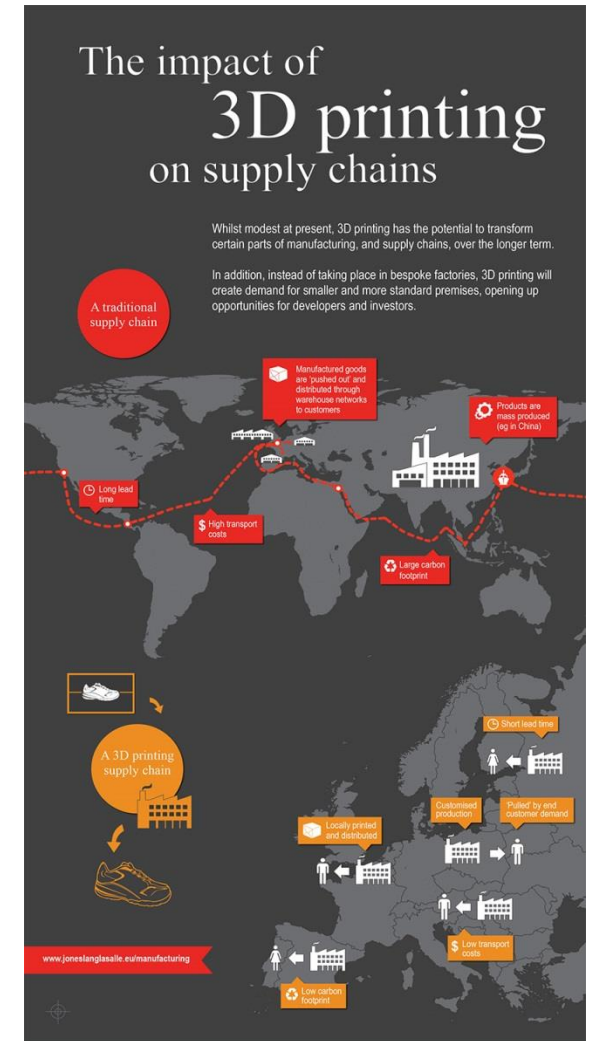 The impact of
3D printing
on supply chains
Whilst modest at present, 3D printing has the potential to transform
certain parts of manufacturing, and supply chains, over the longer term.
In addition, instead of taking place in bespoke factories, 3D printing will
create demand for smaller and more standard premises, opening up
opportunities for developers and investors.
A traditional
supply chain
Manufactured goods
are 'pushed out' and
distributed through
warehouse networks
to customers
Products are
mass produced
(eg in China)
Long lead
time
$ High transport
costs
Large carbon
footprint
A 3D printing
supply chain
Short lead time
Customised
production
'Pulled' by end
customer demand
Locally printed
and distributed
$ Low transport
costs
Low carbon
footprint
www.joneslanglasalle.eu/manufacturing